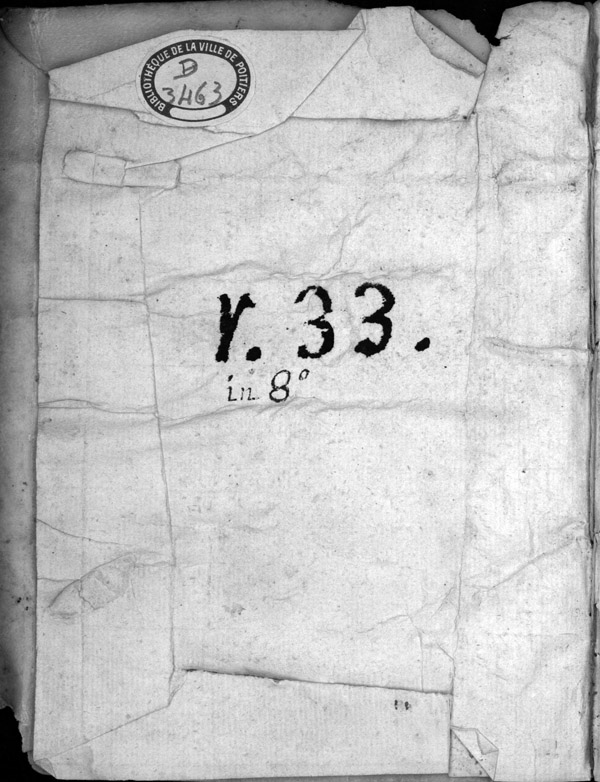 BIBLIOTHÈQUE DE LA VILLE DE POITIERS
D
3463
Y. 33.
in 8°